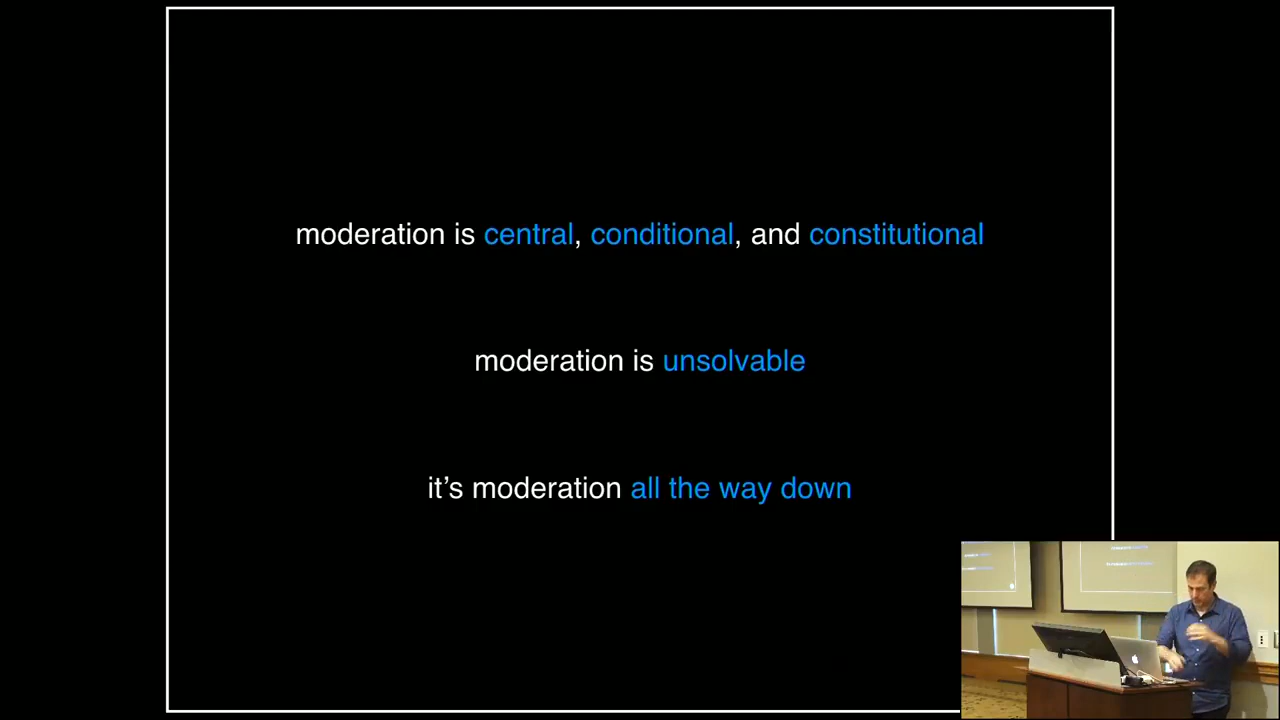 moderation is central, conditional, and constitutional
moderation is unsolvable
it’s moderation all the way down